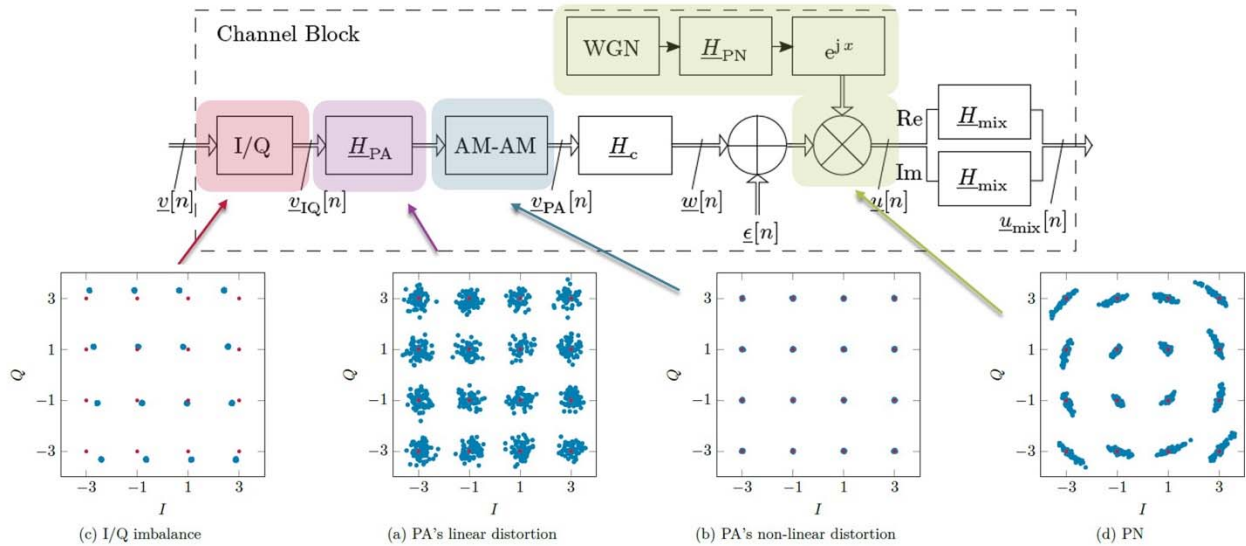 Channel Block
WGN
H_PN
e^{j x}
I/Q
H_PA
AM-AM
H_c
Re
H_mix
Im
H_mix
v[n]
v_IQ[n]
v_PA[n]
w[n]
ϵ[n]
u[n]
u_mix[n]
3
1
−1
−3
Q
−3 −1 1 3
I
(c) I/Q imbalance
3
1
−1
−3
Q
−3 −1 1 3
I
(a) PA's linear distortion
3
1
−1
−3
Q
−3 −1 1 3
I
(b) PA's non-linear distortion
3
1
−1
−3
Q
−3 −1 1 3
I
(d) PN